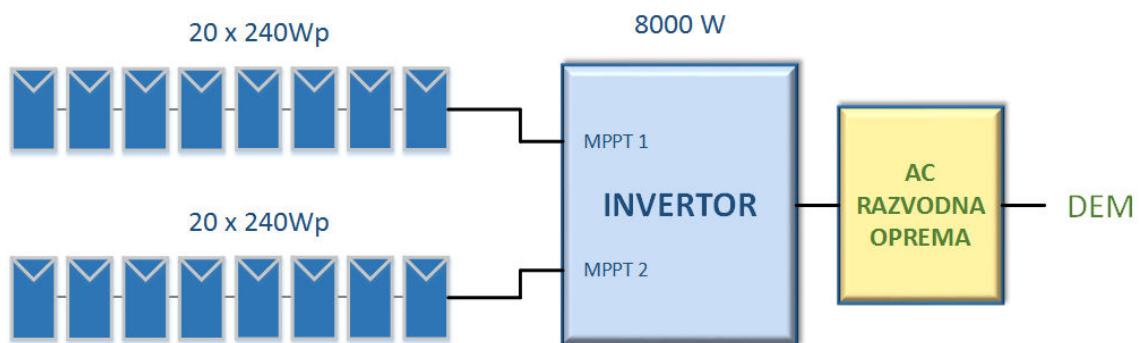 20 x 240Wp
8000 W
MPPT 1
INVERTOR
MPPT 2
20 x 240Wp
AC
RAZVODNA
OPREMA
DEM